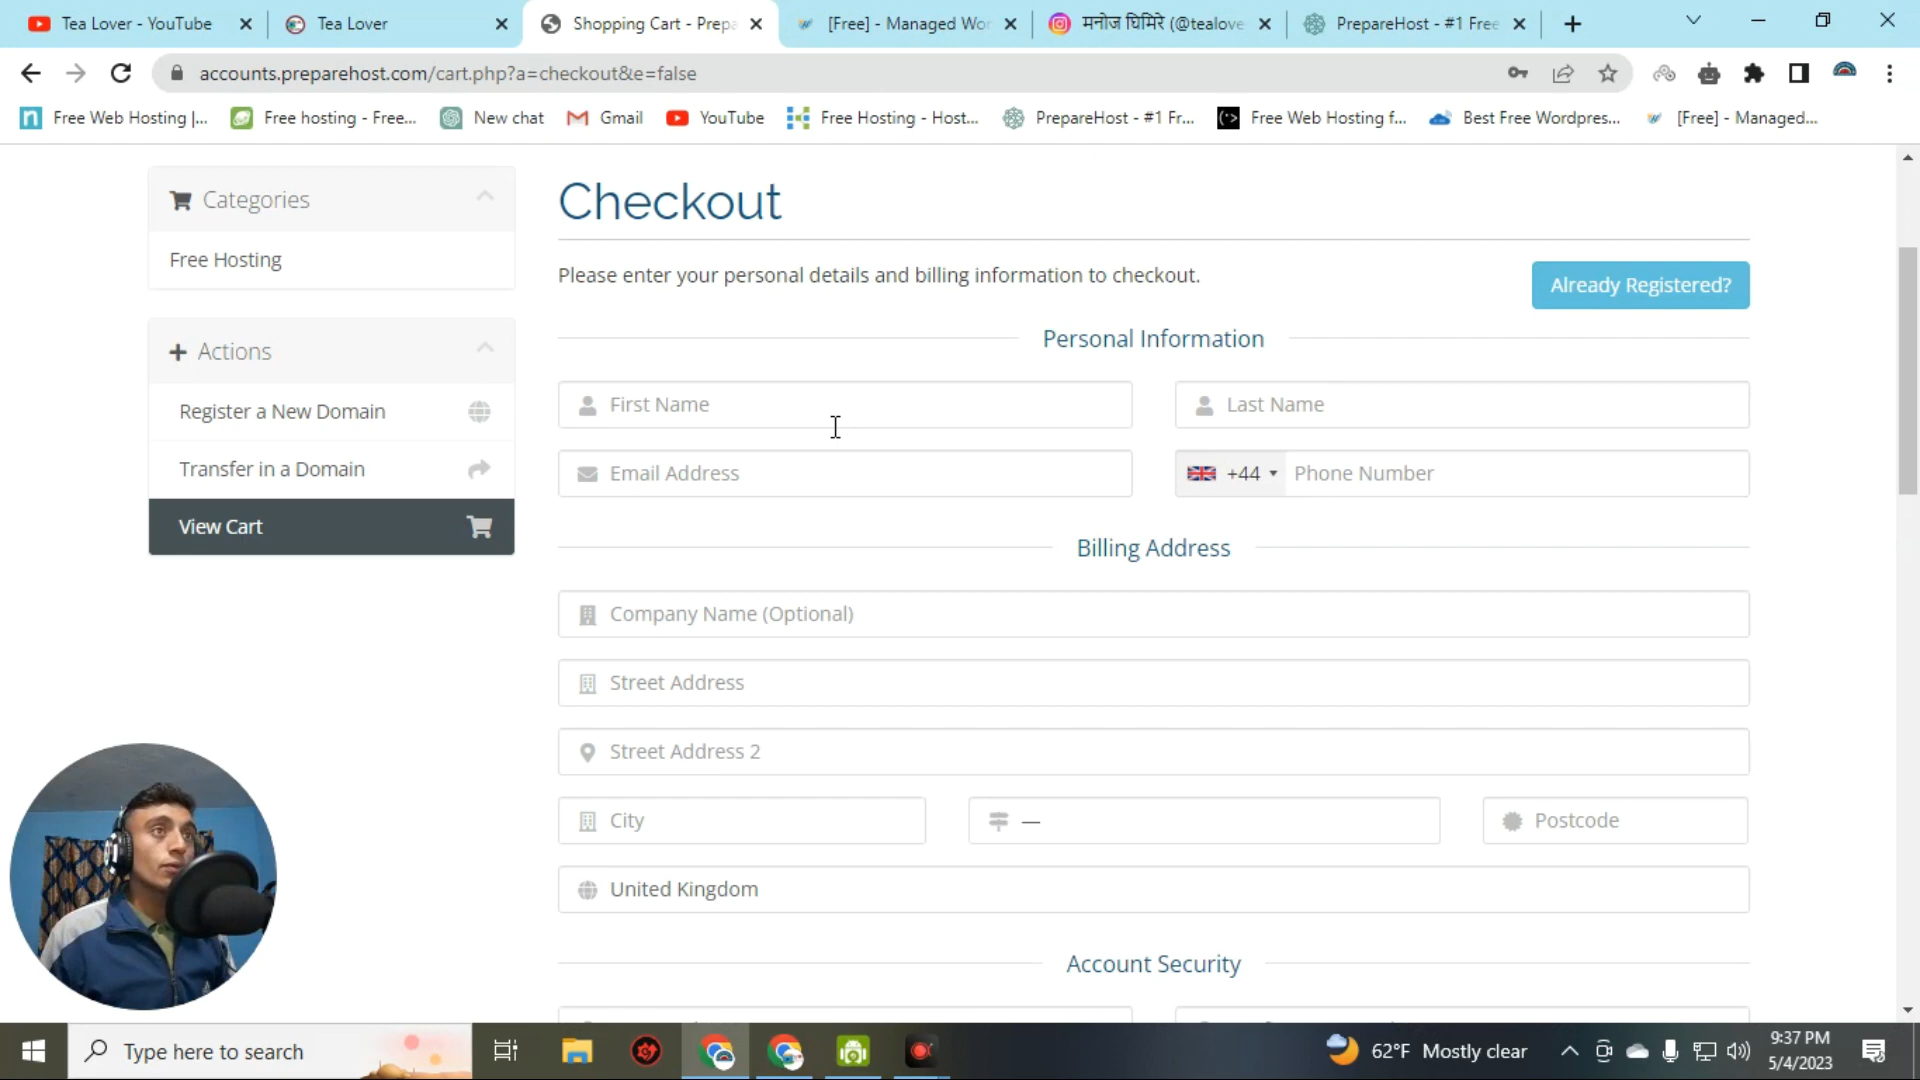 Tea Lover - YouTube
Tea Lover
Shopping Cart - Prepa
[Free] - Managed Wor
मनोज घिमिरे (@tealove
PrepareHost - #1 Free
accounts.preparehost.com/cart.php?a=checkout&e=false
Free Web Hosting |...
Free hosting - Free...
New chat
Gmail
YouTube
Free Hosting - Host...
PrepareHost - #1 Fr...
Free Web Hosting f...
Best Free Wordpres...
[Free] - Managed...
Categories
Free Hosting
Actions
Register a New Domain
Transfer in a Domain
View Cart
Checkout
Please enter your personal details and billing information to checkout.
Already Registered?
Personal Information
First Name
Last Name
Email Address
+44
Phone Number
Billing Address
Company Name (Optional)
Street Address
Street Address 2
City
—
Postcode
United Kingdom
Account Security
Type here to search
62°F Mostly clear
9:37 PM
5/4/2023